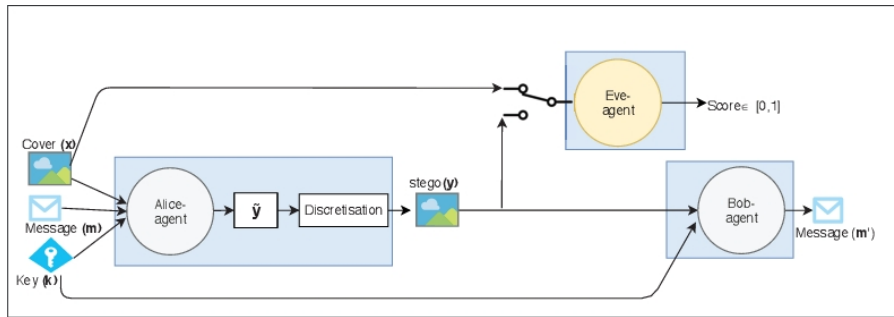 Eve-
agent
Score∈ [0,1]
Cover (x)
Alice-
agent
ỹ
Discretisation
stego (y)
Bob-
agent
Message (m)
Message (m')
Key (k)